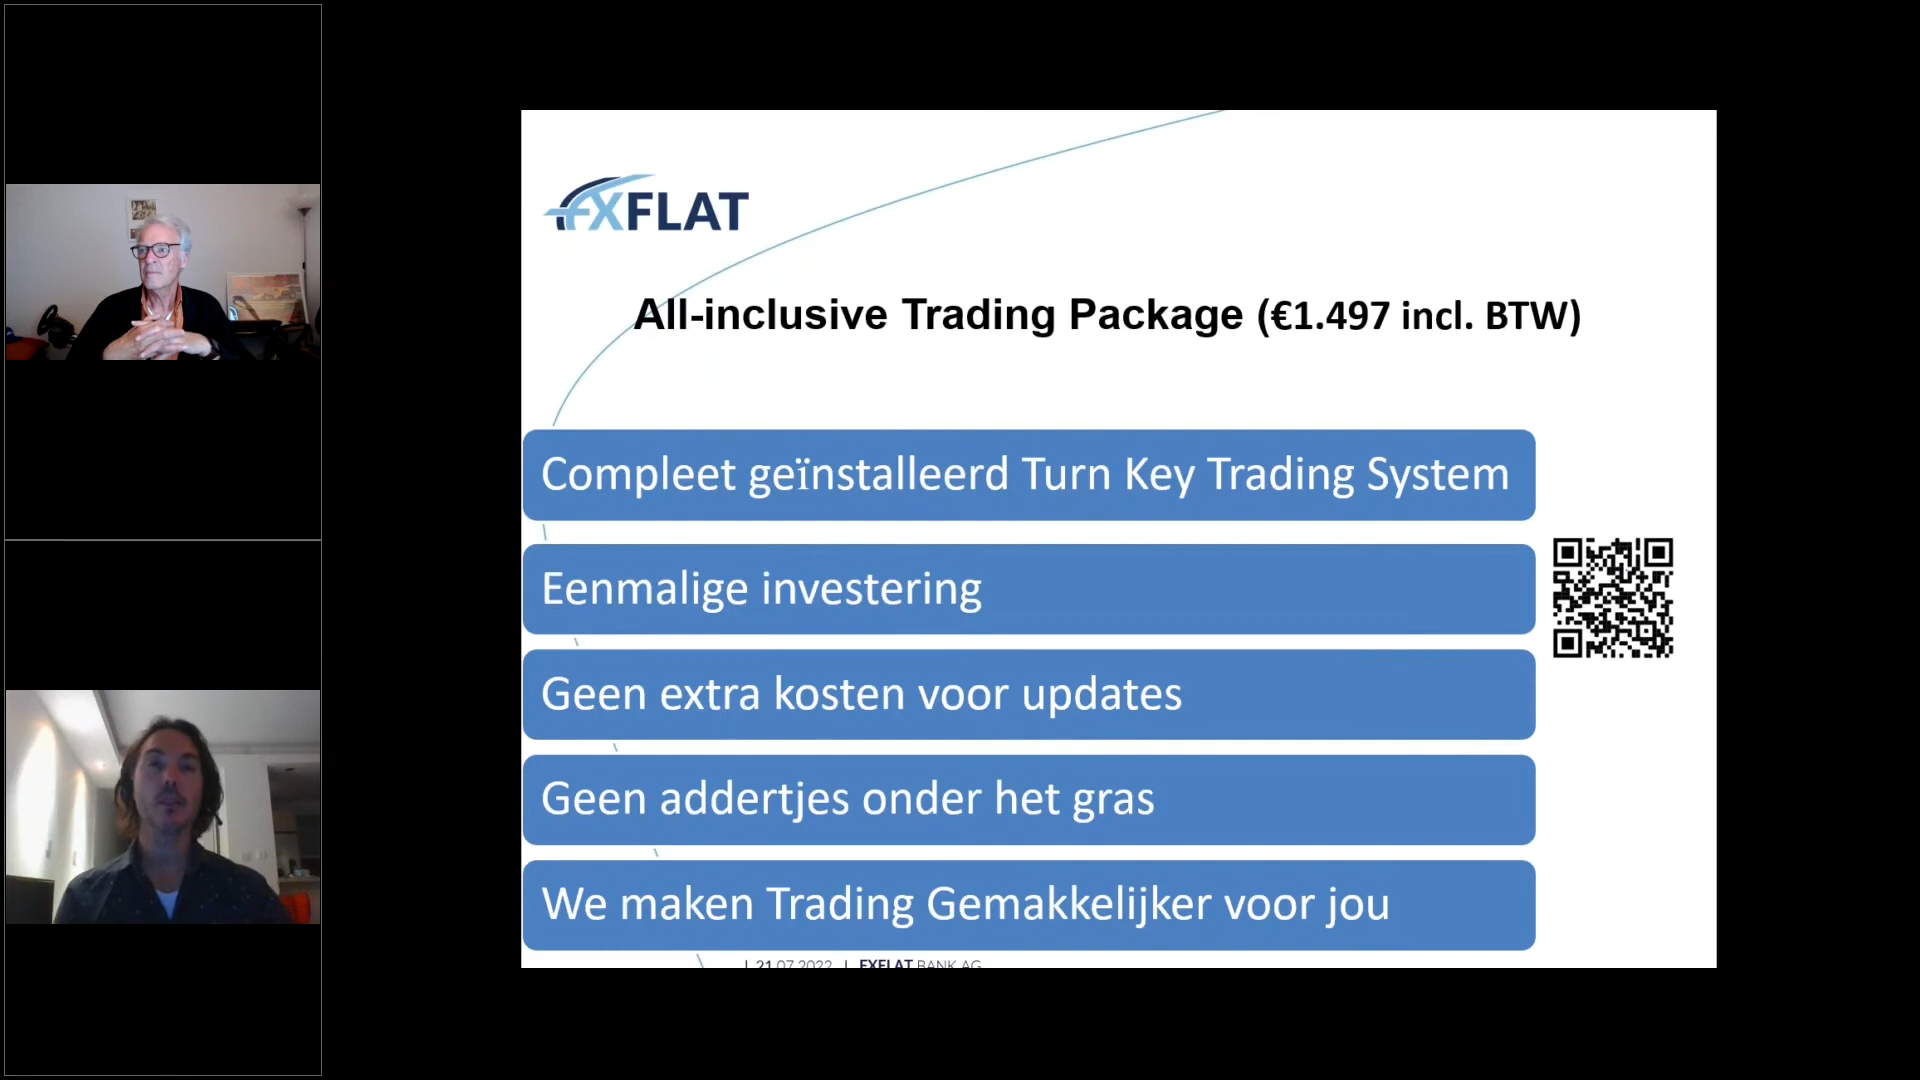 FXFLAT
All-inclusive Trading Package (€1.497 incl. BTW)
Compleet geïnstalleerd Turn Key Trading System
Eenmalige investering
Geen extra kosten voor updates
Geen addertjes onder het gras
We maken Trading Gemakkelijker voor jou
| 21.07.2022 | FXFLAT BANK AG